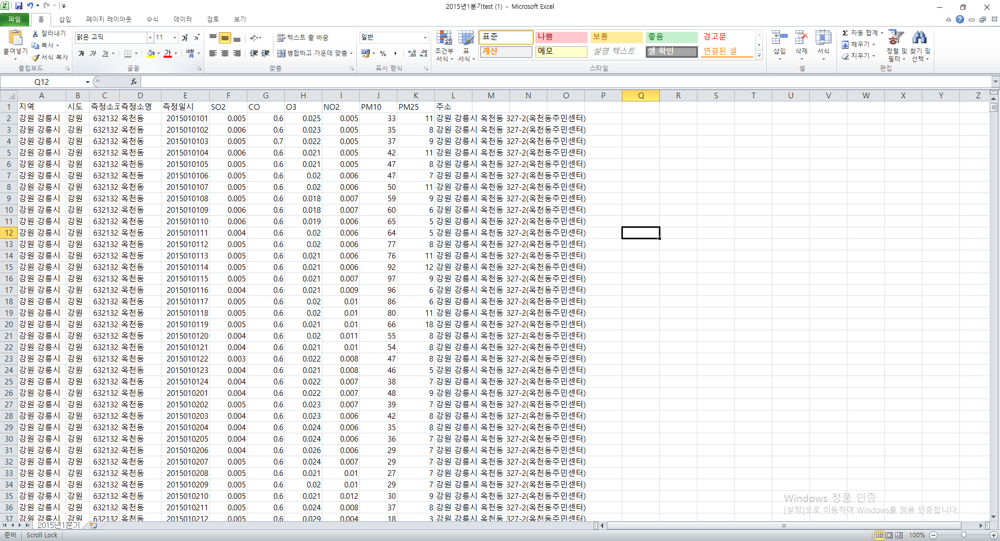 2015년1분기test (1) - Microsoft Excel
파일 홈 삽입 페이지 레이아웃 수식 데이터 검토 보기
붙여넣기 잘라내기 복사 서식 복사 클립보드
맑은 고딕 11 가 가 가 가 가 내천 글꼴
텍스트 줄 바꿈 병합하고 가운데 맞춤 맞춤
일반 % , 표시 형식
조건부 서식 표 서식 표준 나쁨 보통 좋음 경고문
계산 메모 설명 텍스트 셀 확인 연결된 셀 스타일
삽입 삭제 서식 셀
Σ 자동 합계 채우기 지우기 정렬 및 필터 찾기 및 선택 편집
Q12 fx
A B C D E F G H I J K L M N O P Q R S T U V W X Y Z
1 지역 시도 측정소코 측정소명 측정일시 SO2 CO O3 NO2 PM10 PM25 주소
2 강원 강릉시 강원 632132 옥천동 2015010101 0.005 0.6 0.025 0.005 33 11 강원 강릉시 옥천동 327-2(옥천동주민센터)
3 강원 강릉시 강원 632132 옥천동 2015010102 0.006 0.6 0.023 0.005 35 8 강원 강릉시 옥천동 327-2(옥천동주민센터)
4 강원 강릉시 강원 632132 옥천동 2015010103 0.005 0.7 0.022 0.005 37 9 강원 강릉시 옥천동 327-2(옥천동주민센터)
5 강원 강릉시 강원 632132 옥천동 2015010104 0.006 0.6 0.021 0.005 42 11 강원 강릉시 옥천동 327-2(옥천동주민센터)
6 강원 강릉시 강원 632132 옥천동 2015010105 0.005 0.6 0.021 0.005 47 8 강원 강릉시 옥천동 327-2(옥천동주민센터)
7 강원 강릉시 강원 632132 옥천동 2015010106 0.005 0.6 0.02 0.006 47 7 강원 강릉시 옥천동 327-2(옥천동주민센터)
8 강원 강릉시 강원 632132 옥천동 2015010107 0.005 0.6 0.02 0.006 50 11 강원 강릉시 옥천동 327-2(옥천동주민센터)
9 강원 강릉시 강원 632132 옥천동 2015010108 0.005 0.6 0.018 0.007 59 9 강원 강릉시 옥천동 327-2(옥천동주민센터)
10 강원 강릉시 강원 632132 옥천동 2015010109 0.006 0.6 0.018 0.007 60 6 강원 강릉시 옥천동 327-2(옥천동주민센터)
11 강원 강릉시 강원 632132 옥천동 2015010110 0.006 0.6 0.019 0.006 65 5 강원 강릉시 옥천동 327-2(옥천동주민센터)
12 강원 강릉시 강원 632132 옥천동 2015010111 0.004 0.6 0.02 0.006 64 5 강원 강릉시 옥천동 327-2(옥천동주민센터)
13 강원 강릉시 강원 632132 옥천동 2015010112 0.005 0.6 0.02 0.006 77 8 강원 강릉시 옥천동 327-2(옥천동주민센터)
14 강원 강릉시 강원 632132 옥천동 2015010113 0.005 0.6 0.021 0.006 76 11 강원 강릉시 옥천동 327-2(옥천동주민센터)
15 강원 강릉시 강원 632132 옥천동 2015010114 0.005 0.6 0.021 0.006 92 12 강원 강릉시 옥천동 327-2(옥천동주민센터)
16 강원 강릉시 강원 632132 옥천동 2015010115 0.005 0.6 0.021 0.007 97 9 강원 강릉시 옥천동 327-2(옥천동주민센터)
17 강원 강릉시 강원 632132 옥천동 2015010116 0.004 0.6 0.021 0.009 96 6 강원 강릉시 옥천동 327-2(옥천동주민센터)
18 강원 강릉시 강원 632132 옥천동 2015010117 0.005 0.6 0.02 0.01 86 6 강원 강릉시 옥천동 327-2(옥천동주민센터)
19 강원 강릉시 강원 632132 옥천동 2015010118 0.005 0.6 0.02 0.01 80 11 강원 강릉시 옥천동 327-2(옥천동주민센터)
20 강원 강릉시 강원 632132 옥천동 2015010119 0.005 0.6 0.021 0.01 66 18 강원 강릉시 옥천동 327-2(옥천동주민센터)
21 강원 강릉시 강원 632132 옥천동 2015010120 0.004 0.6 0.02 0.011 55 8 강원 강릉시 옥천동 327-2(옥천동주민센터)
22 강원 강릉시 강원 632132 옥천동 2015010121 0.004 0.6 0.021 0.01 54 8 강원 강릉시 옥천동 327-2(옥천동주민센터)
23 강원 강릉시 강원 632132 옥천동 2015010122 0.003 0.6 0.022 0.008 47 8 강원 강릉시 옥천동 327-2(옥천동주민센터)
24 강원 강릉시 강원 632132 옥천동 2015010123 0.004 0.6 0.021 0.008 46 5 강원 강릉시 옥천동 327-2(옥천동주민센터)
25 강원 강릉시 강원 632132 옥천동 2015010124 0.004 0.6 0.022 0.007 38 7 강원 강릉시 옥천동 327-2(옥천동주민센터)
26 강원 강릉시 강원 632132 옥천동 2015010201 0.004 0.6 0.022 0.007 48 9 강원 강릉시 옥천동 327-2(옥천동주민센터)
27 강원 강릉시 강원 632132 옥천동 2015010202 0.005 0.6 0.023 0.007 39 7 강원 강릉시 옥천동 327-2(옥천동주민센터)
28 강원 강릉시 강원 632132 옥천동 2015010203 0.004 0.6 0.023 0.006 42 8 강원 강릉시 옥천동 327-2(옥천동주민센터)
29 강원 강릉시 강원 632132 옥천동 2015010204 0.004 0.6 0.024 0.006 35 8 강원 강릉시 옥천동 327-2(옥천동주민센터)
30 강원 강릉시 강원 632132 옥천동 2015010205 0.004 0.6 0.024 0.006 36 7 강원 강릉시 옥천동 327-2(옥천동주민센터)
31 강원 강릉시 강원 632132 옥천동 2015010206 0.004 0.6 0.026 0.006 29 7 강원 강릉시 옥천동 327-2(옥천동주민센터)
32 강원 강릉시 강원 632132 옥천동 2015010207 0.005 0.6 0.024 0.007 29 7 강원 강릉시 옥천동 327-2(옥천동주민센터)
33 강원 강릉시 강원 632132 옥천동 2015010208 0.005 0.6 0.021 0.01 27 7 강원 강릉시 옥천동 327-2(옥천동주민센터)
34 강원 강릉시 강원 632132 옥천동 2015010209 0.005 0.6 0.02 0.01 29 7 강원 강릉시 옥천동 327-2(옥천동주민센터)
35 강원 강릉시 강원 632132 옥천동 2015010210 0.005 0.6 0.021 0.012 30 9 강원 강릉시 옥천동 327-2(옥천동주민센터)
36 강원 강릉시 강원 632132 옥천동 2015010211 0.005 0.6 0.024 0.008 37 8 강원 강릉시 옥천동 327-2(옥천동주민센터)
37 강원 강릉시 강원 632132 옥천동 2015010212 0.005 0.6 0.029 0.004 18 3 강원 강릉시 옥천동 327-2(옥천동주민센터)
Windows 정품 인증
[설정]으로 이동하여 Windows를 정품 인증합니다.
2015년1분기
준비 Scroll Lock 100%